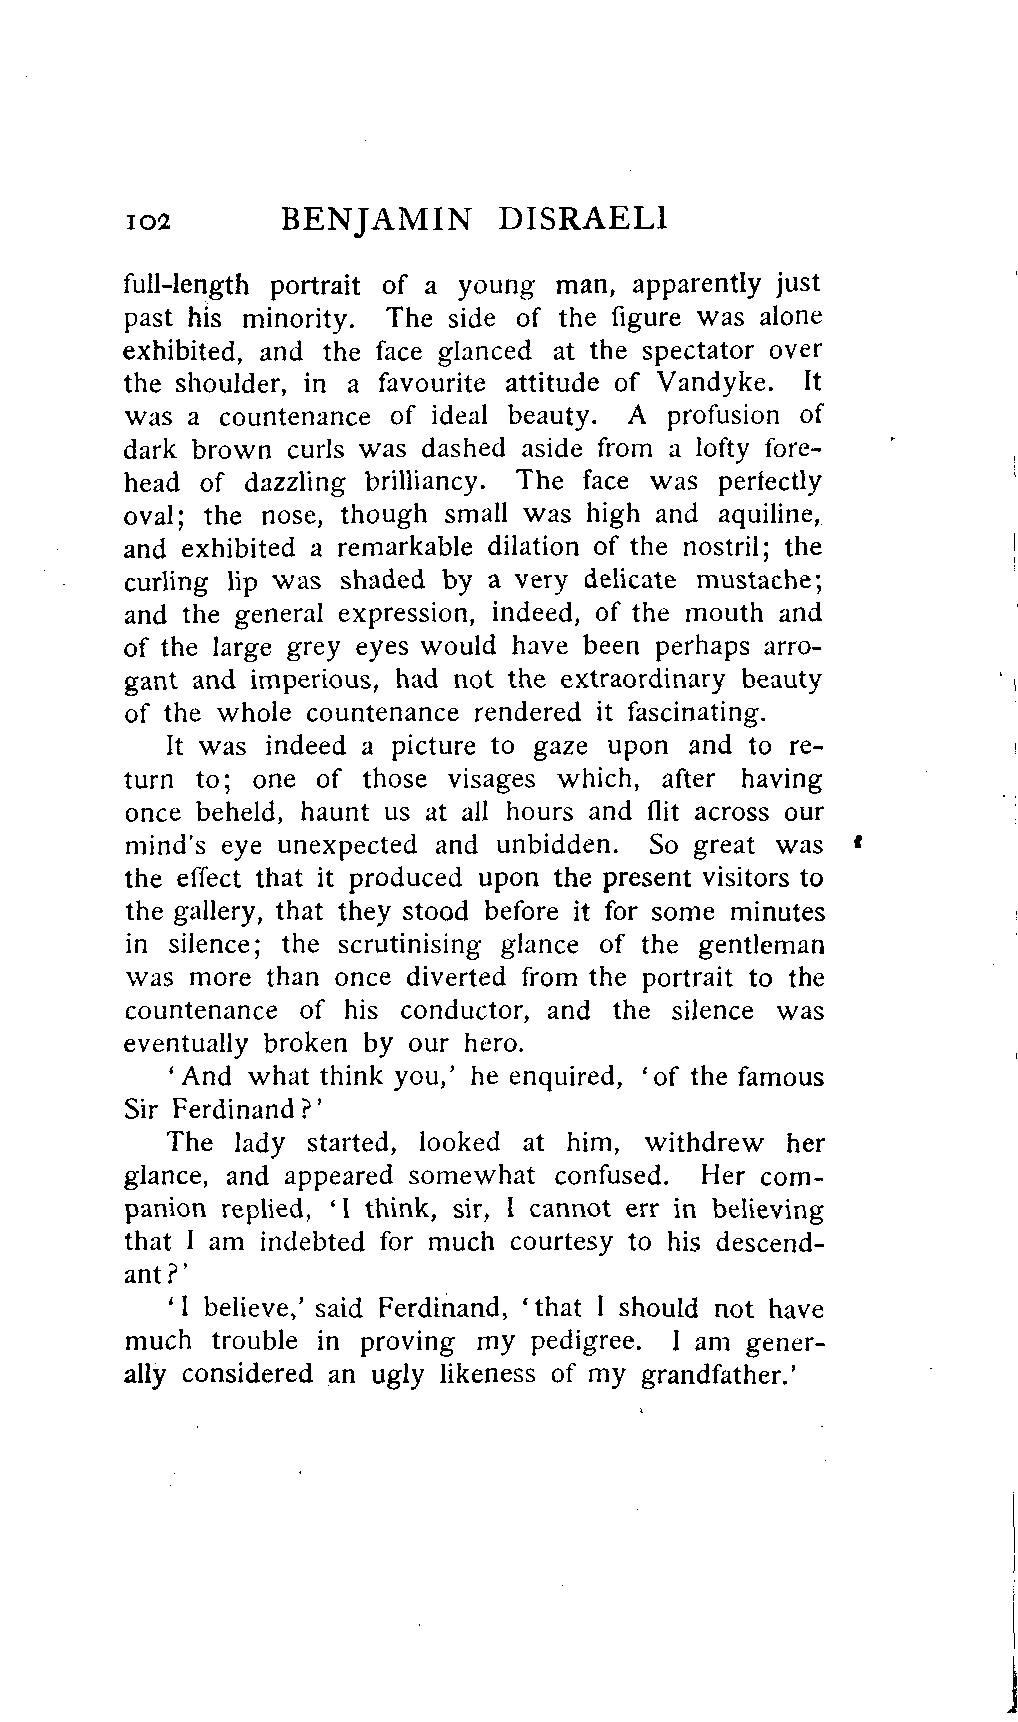 102 BENJAMIN DISRAELI
full-length portrait of a young man, apparently just
past his minority. The side of the figure was alone
exhibited, and the face glanced at the spectator over
the shoulder, in a favourite attitude of Vandyke. It
was a countenance of ideal beauty. A profusion of
dark brown curls was dashed aside from a lofty fore-
head of dazzling brilliancy. The face was perfectly
oval; the nose, though small was high and aquiline,
and exhibited a remarkable dilation of the nostril; the
curling lip was shaded by a very delicate mustache;
and the general expression, indeed, of the mouth and
of the large grey eyes would have been perhaps arro-
gant and imperious, had not the extraordinary beauty
of the whole countenance rendered it fascinating.
It was indeed a picture to gaze upon and to re-
turn to; one of those visages which, after having
once beheld, haunt us at all hours and flit across our
mind's eye unexpected and unbidden. So great was
the effect that it produced upon the present visitors to
the gallery, that they stood before it for some minutes
in silence; the scrutinising glance of the gentleman
was more than once diverted from the portrait to the
countenance of his conductor, and the silence was
eventually broken by our hero.
'And what think you,' he enquired, 'of the famous
Sir Ferdinand?'
The lady started, looked at him, withdrew her
glance, and appeared somewhat confused. Her com-
panion replied, 'I think, sir, I cannot err in believing
that I am indebted for much courtesy to his descend-
ant?'
'I believe,' said Ferdinand, 'that I should not have
much trouble in proving my pedigree. I am gener-
ally considered an ugly likeness of my grandfather.'